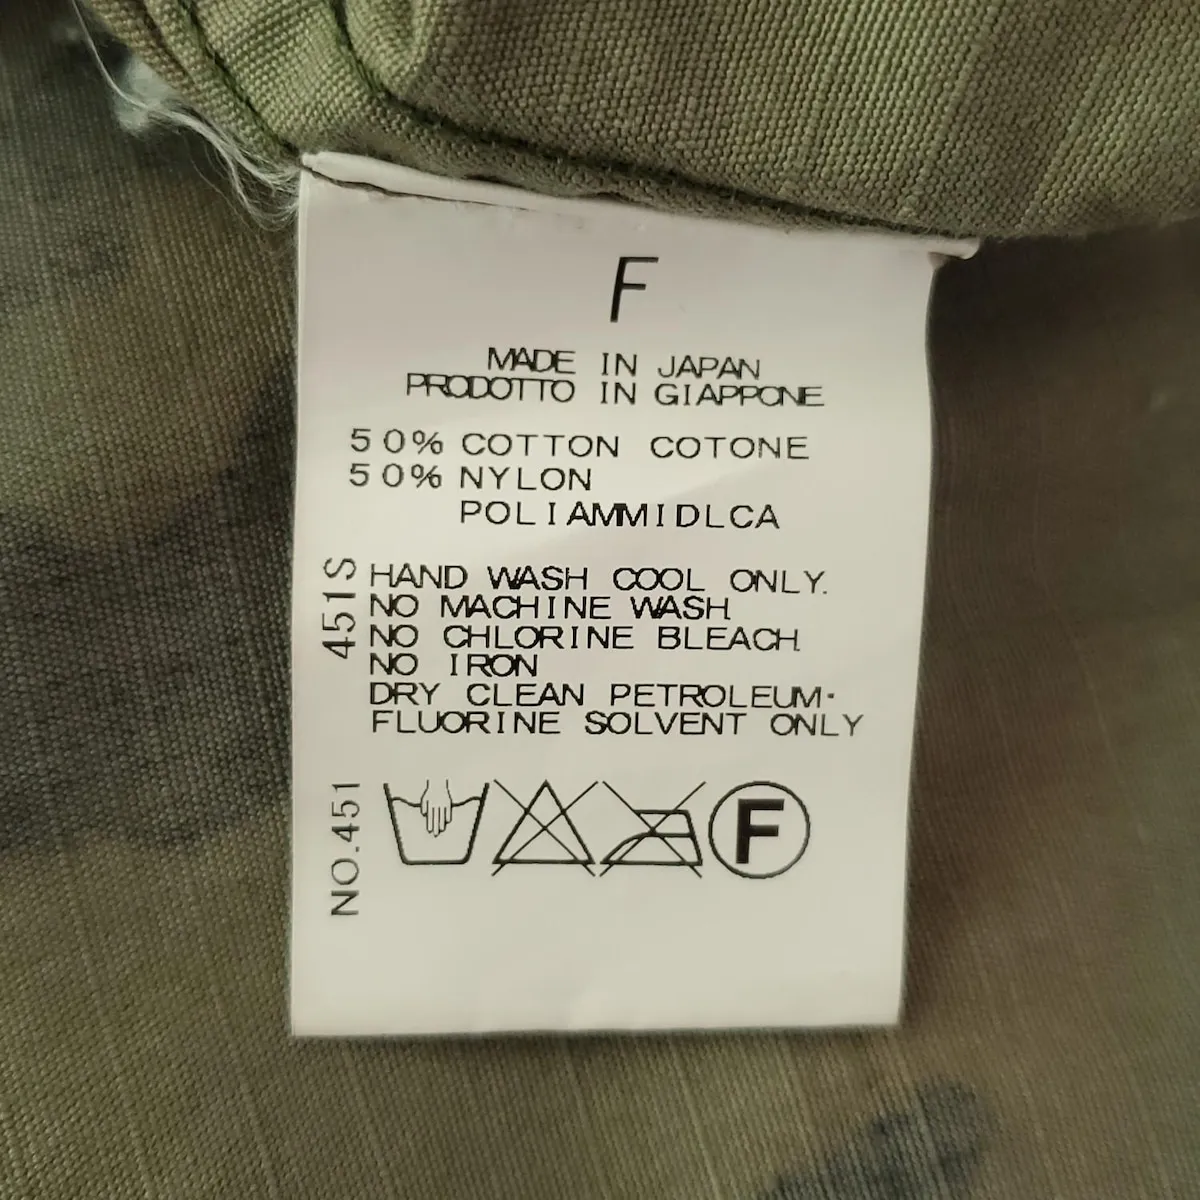 F
MADE IN JAPAN
PRODOTTO IN GIAPPONE
50% COTTON COTONE
50% NYLON
POLIAMMIDLCA
451S
HAND WASH COOL ONLY.
NO MACHINE WASH
NO CHLORINE BLEACH
NO IRON
DRY CLEAN PETROLEUM·
FLUORINE SOLVENT ONLY
NO.451
F